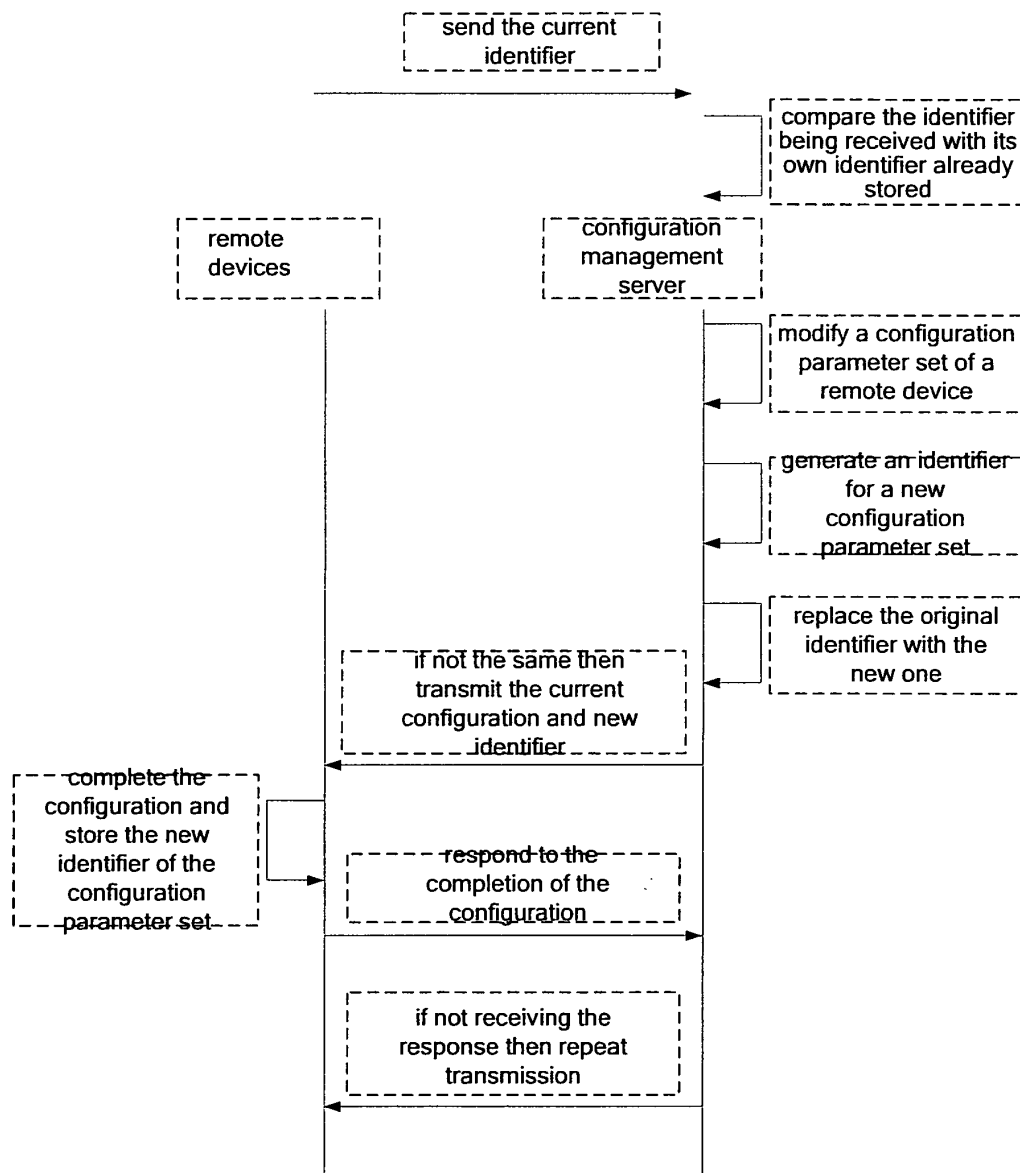 send the current
identifier
compare the identifier
being received with its
own identifier already
stored
remote
devices
configuration
management
server
modify a configuration
parameter set of a
remote device
generate an identifier
for a new
configuration
parameter set
replace the original
identifier with the
new one
if not the same then
transmit the current
configuration and new
identifier
complete the
configuration and
store the new
identifier of the
configuration
parameter set
respond to the
completion of the
configuration
if not receiving the
response then repeat
transmission